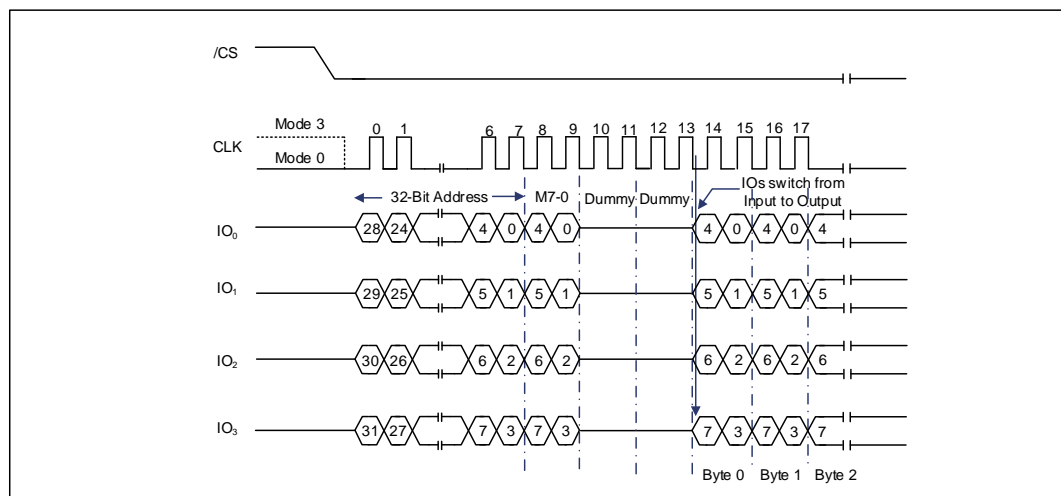 /CS
Mode 3
CLK
Mode 0
0 1 6 7 8 9 10 11 12 13 14 15 16 17
32-Bit Address M7-0 Dummy Dummy
IOs switch from
Input to Output
IO₀ 28 24 4 0 4 0 4 0 4 0 4
IO₁ 29 25 5 1 5 1 5 1 5 1 5
IO₂ 30 26 6 2 6 2 6 2 6 2 6
IO₃ 31 27 7 3 7 3 7 3 7 3 7
Byte 0 Byte 1 Byte 2